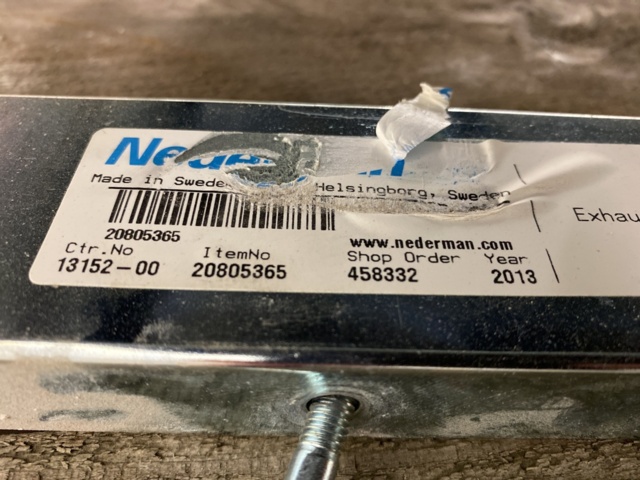 Made in Sweden Helsingborg, Sweden
20805365
www.nederman.com
Exhau
Ctr.No ItemNo Shop Order Year
13152-00 20805365 458332 2013